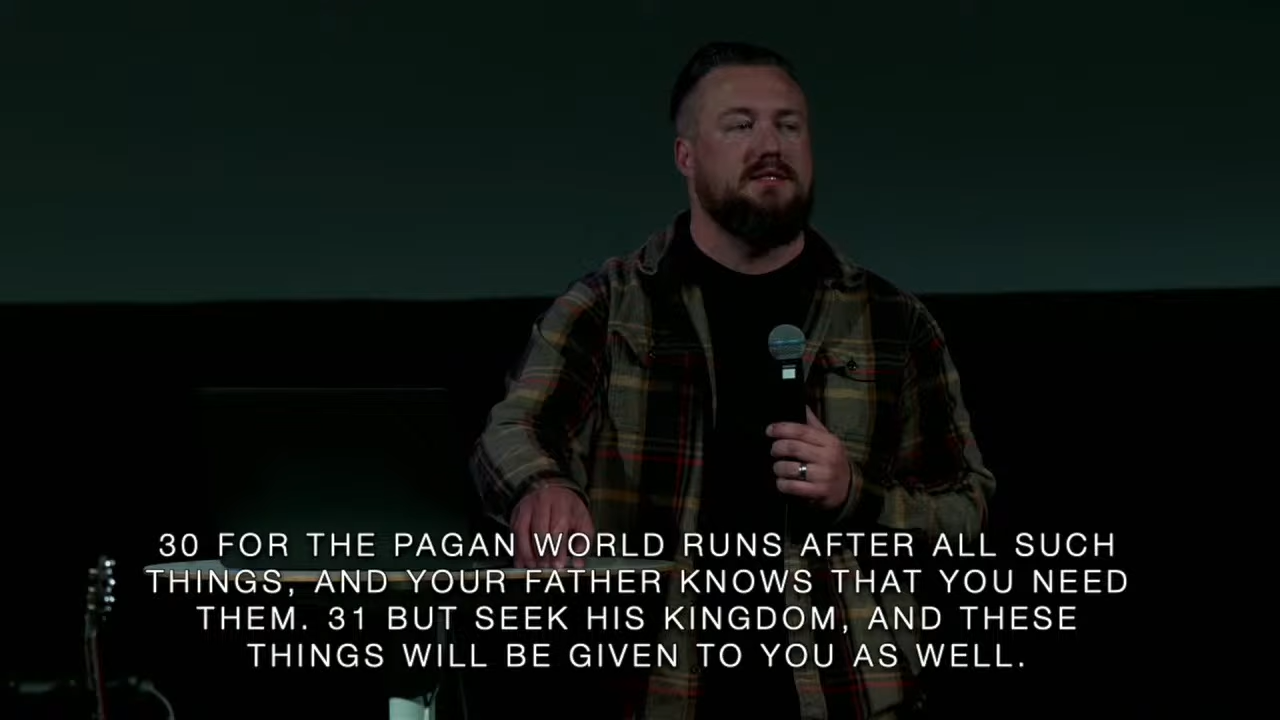 30 FOR THE PAGAN WORLD RUNS AFTER ALL SUCH
THINGS, AND YOUR FATHER KNOWS THAT YOU NEED
THEM. 31 BUT SEEK HIS KINGDOM, AND THESE
THINGS WILL BE GIVEN TO YOU AS WELL.